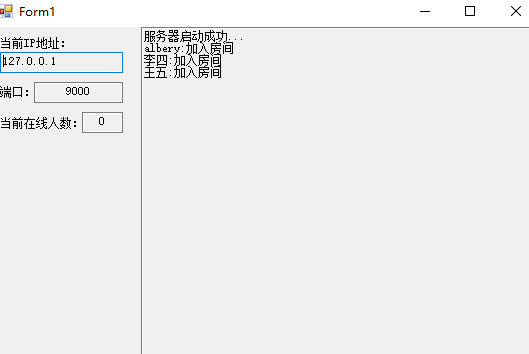 Form1
当前IP地址:
127.0.0.1
端口: 9000
当前在线人数: 0
服务器启动成功...
albery:加入房间
李四:加入房间
王五:加入房间